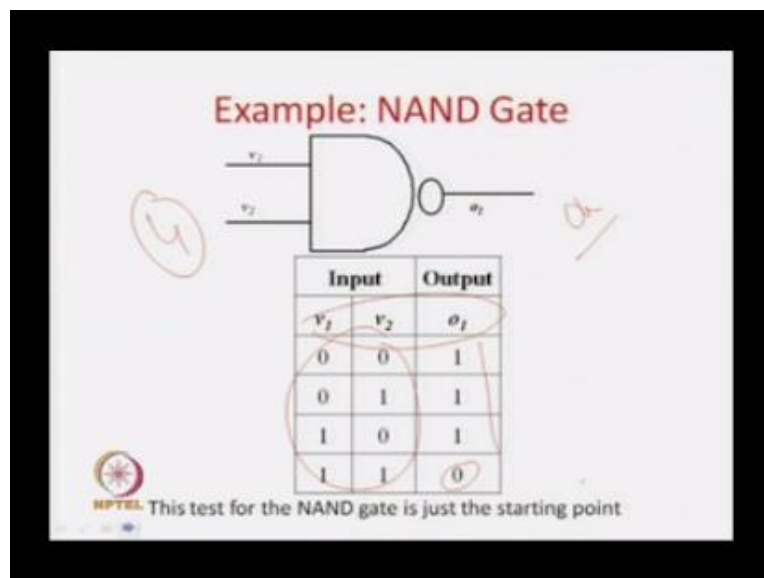 Example: NAND Gate
v1
v2
o1
4
Input Output
v1 v2 o1
0 0 1
0 1 1
1 0 1
1 1 0
NPTEL
This test for the NAND gate is just the starting point